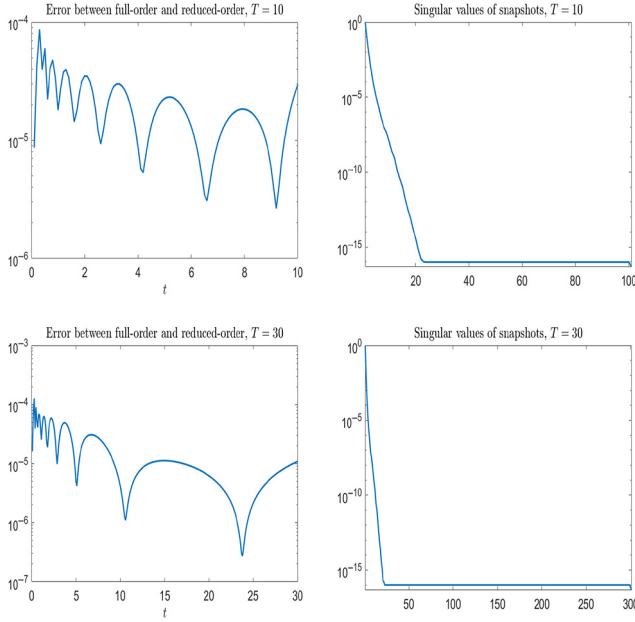 Error between full-order and reduced-order, T = 10
10^-4
10^-5
10^-6
0 2 4 6 8 10
t
Singular values of snapshots, T = 10
10^0
10^-5
10^-10
10^-15
20 40 60 80 100
Error between full-order and reduced-order, T = 30
10^-3
10^-4
10^-5
10^-6
10^-7
0 5 10 15 20 25 30
t
Singular values of snapshots, T = 30
10^0
10^-5
10^-10
10^-15
50 100 150 200 250 300